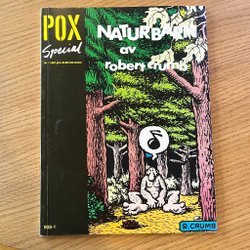 POX
Special
NATURBARN
av
robert crumb
R. CRUMB